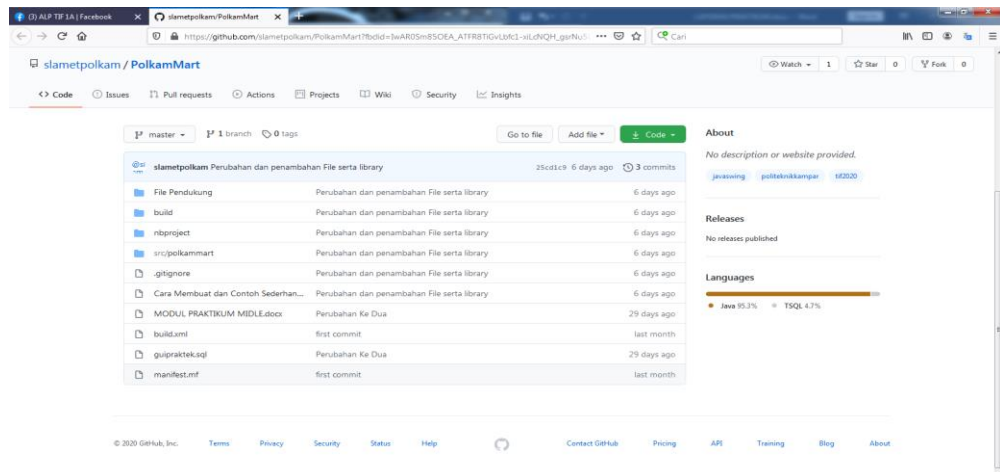 (3) ALP TIF 1A | Facebook
slametpolkam/PolkamMart
https://github.com/slametpolkam/PolkamMart?fbclid=IwAR0Sm85OEA_ATFR8TiGvLbfc1-xiLcNQH_gsrNuS
Cari
slametpolkam / PolkamMart
Watch 1 Star 0 Fork 0
Code Issues Pull requests Actions Projects Wiki Security Insights
master 1 branch 0 tags Go to file Add file Code
slametpolkam Perubahan dan penambahan File serta library 25cd1c9 6 days ago 3 commits
File Pendukung Perubahan dan penambahan File serta library 6 days ago
build Perubahan dan penambahan File serta library 6 days ago
nbproject Perubahan dan penambahan File serta library 6 days ago
src/polkammart Perubahan dan penambahan File serta library 6 days ago
.gitignore Perubahan dan penambahan File serta library 6 days ago
Cara Membuat dan Contoh Sederhan... Perubahan dan penambahan File serta library 6 days ago
MODUL PRAKTIKUM MIDLE.docx Perubahan Ke Dua 29 days ago
build.xml first commit last month
guipraktek.sql Perubahan Ke Dua 29 days ago
manifest.mf first commit last month
About
No description or website provided.
javaswing politeknikkampar tif2020
Releases
No releases published
Languages
Java 95.3% TSQL 4.7%
© 2020 GitHub, Inc. Terms Privacy Security Status Help Contact GitHub Pricing API Training Blog About